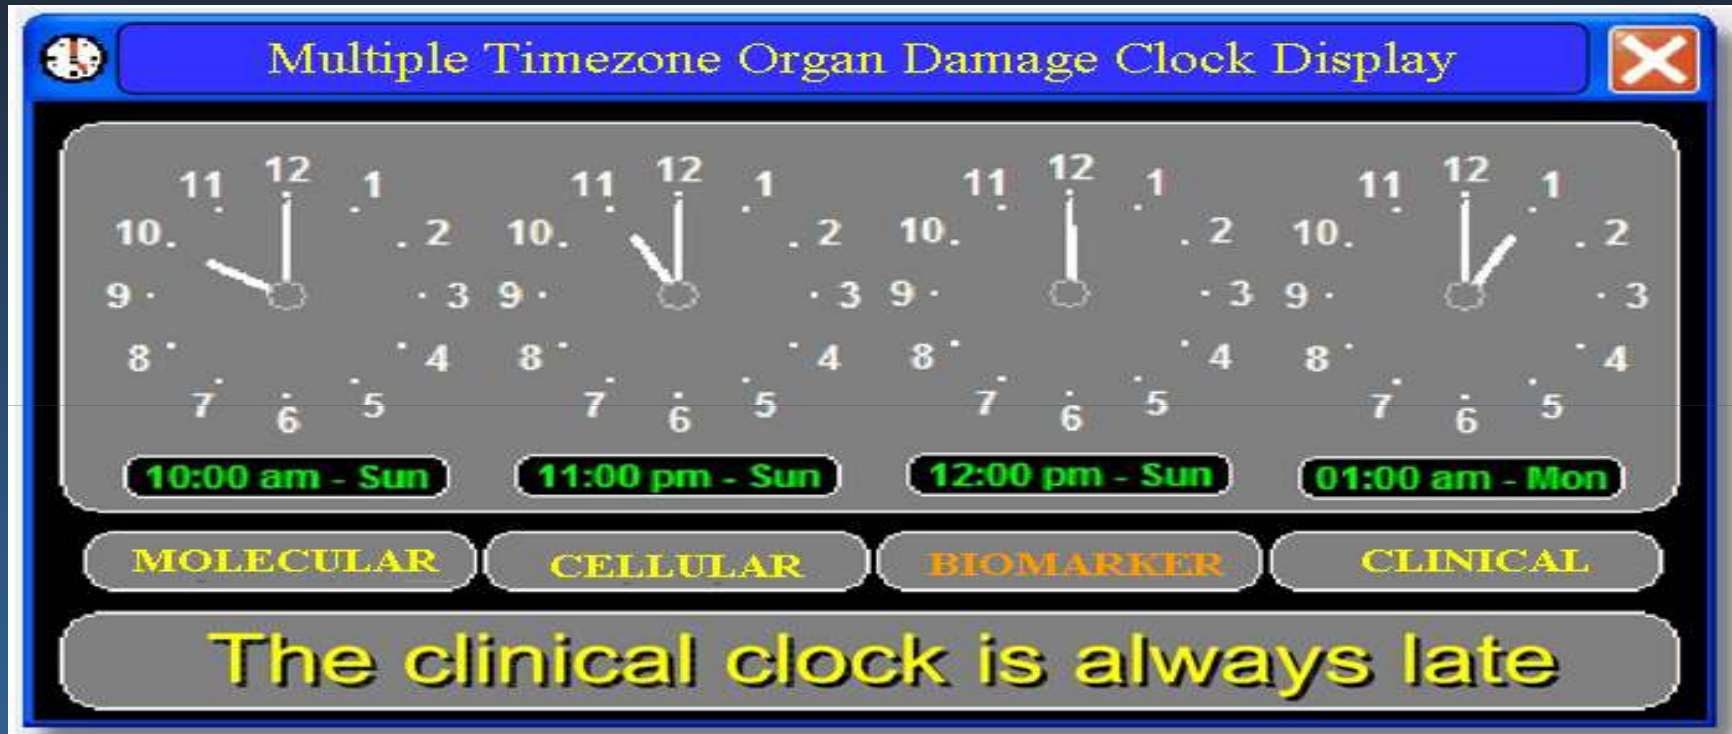 Multiple Timezone Organ Damage Clock Display
12 12 12 12
11 1 11 1 11 1 11 1
10 2 10 2 10 2 10 2
9 3 9 3 9 3 9 3
8 4 8 4 8 4 8 4
7 5 7 5 7 5 7 5
6 6 6 6
10:00 am - Sun 11:00 pm - Sun 12:00 pm - Sun 01:00 am - Mon
MOLECULAR CELLULAR BIOMARKER CLINICAL
The clinical clock is always late